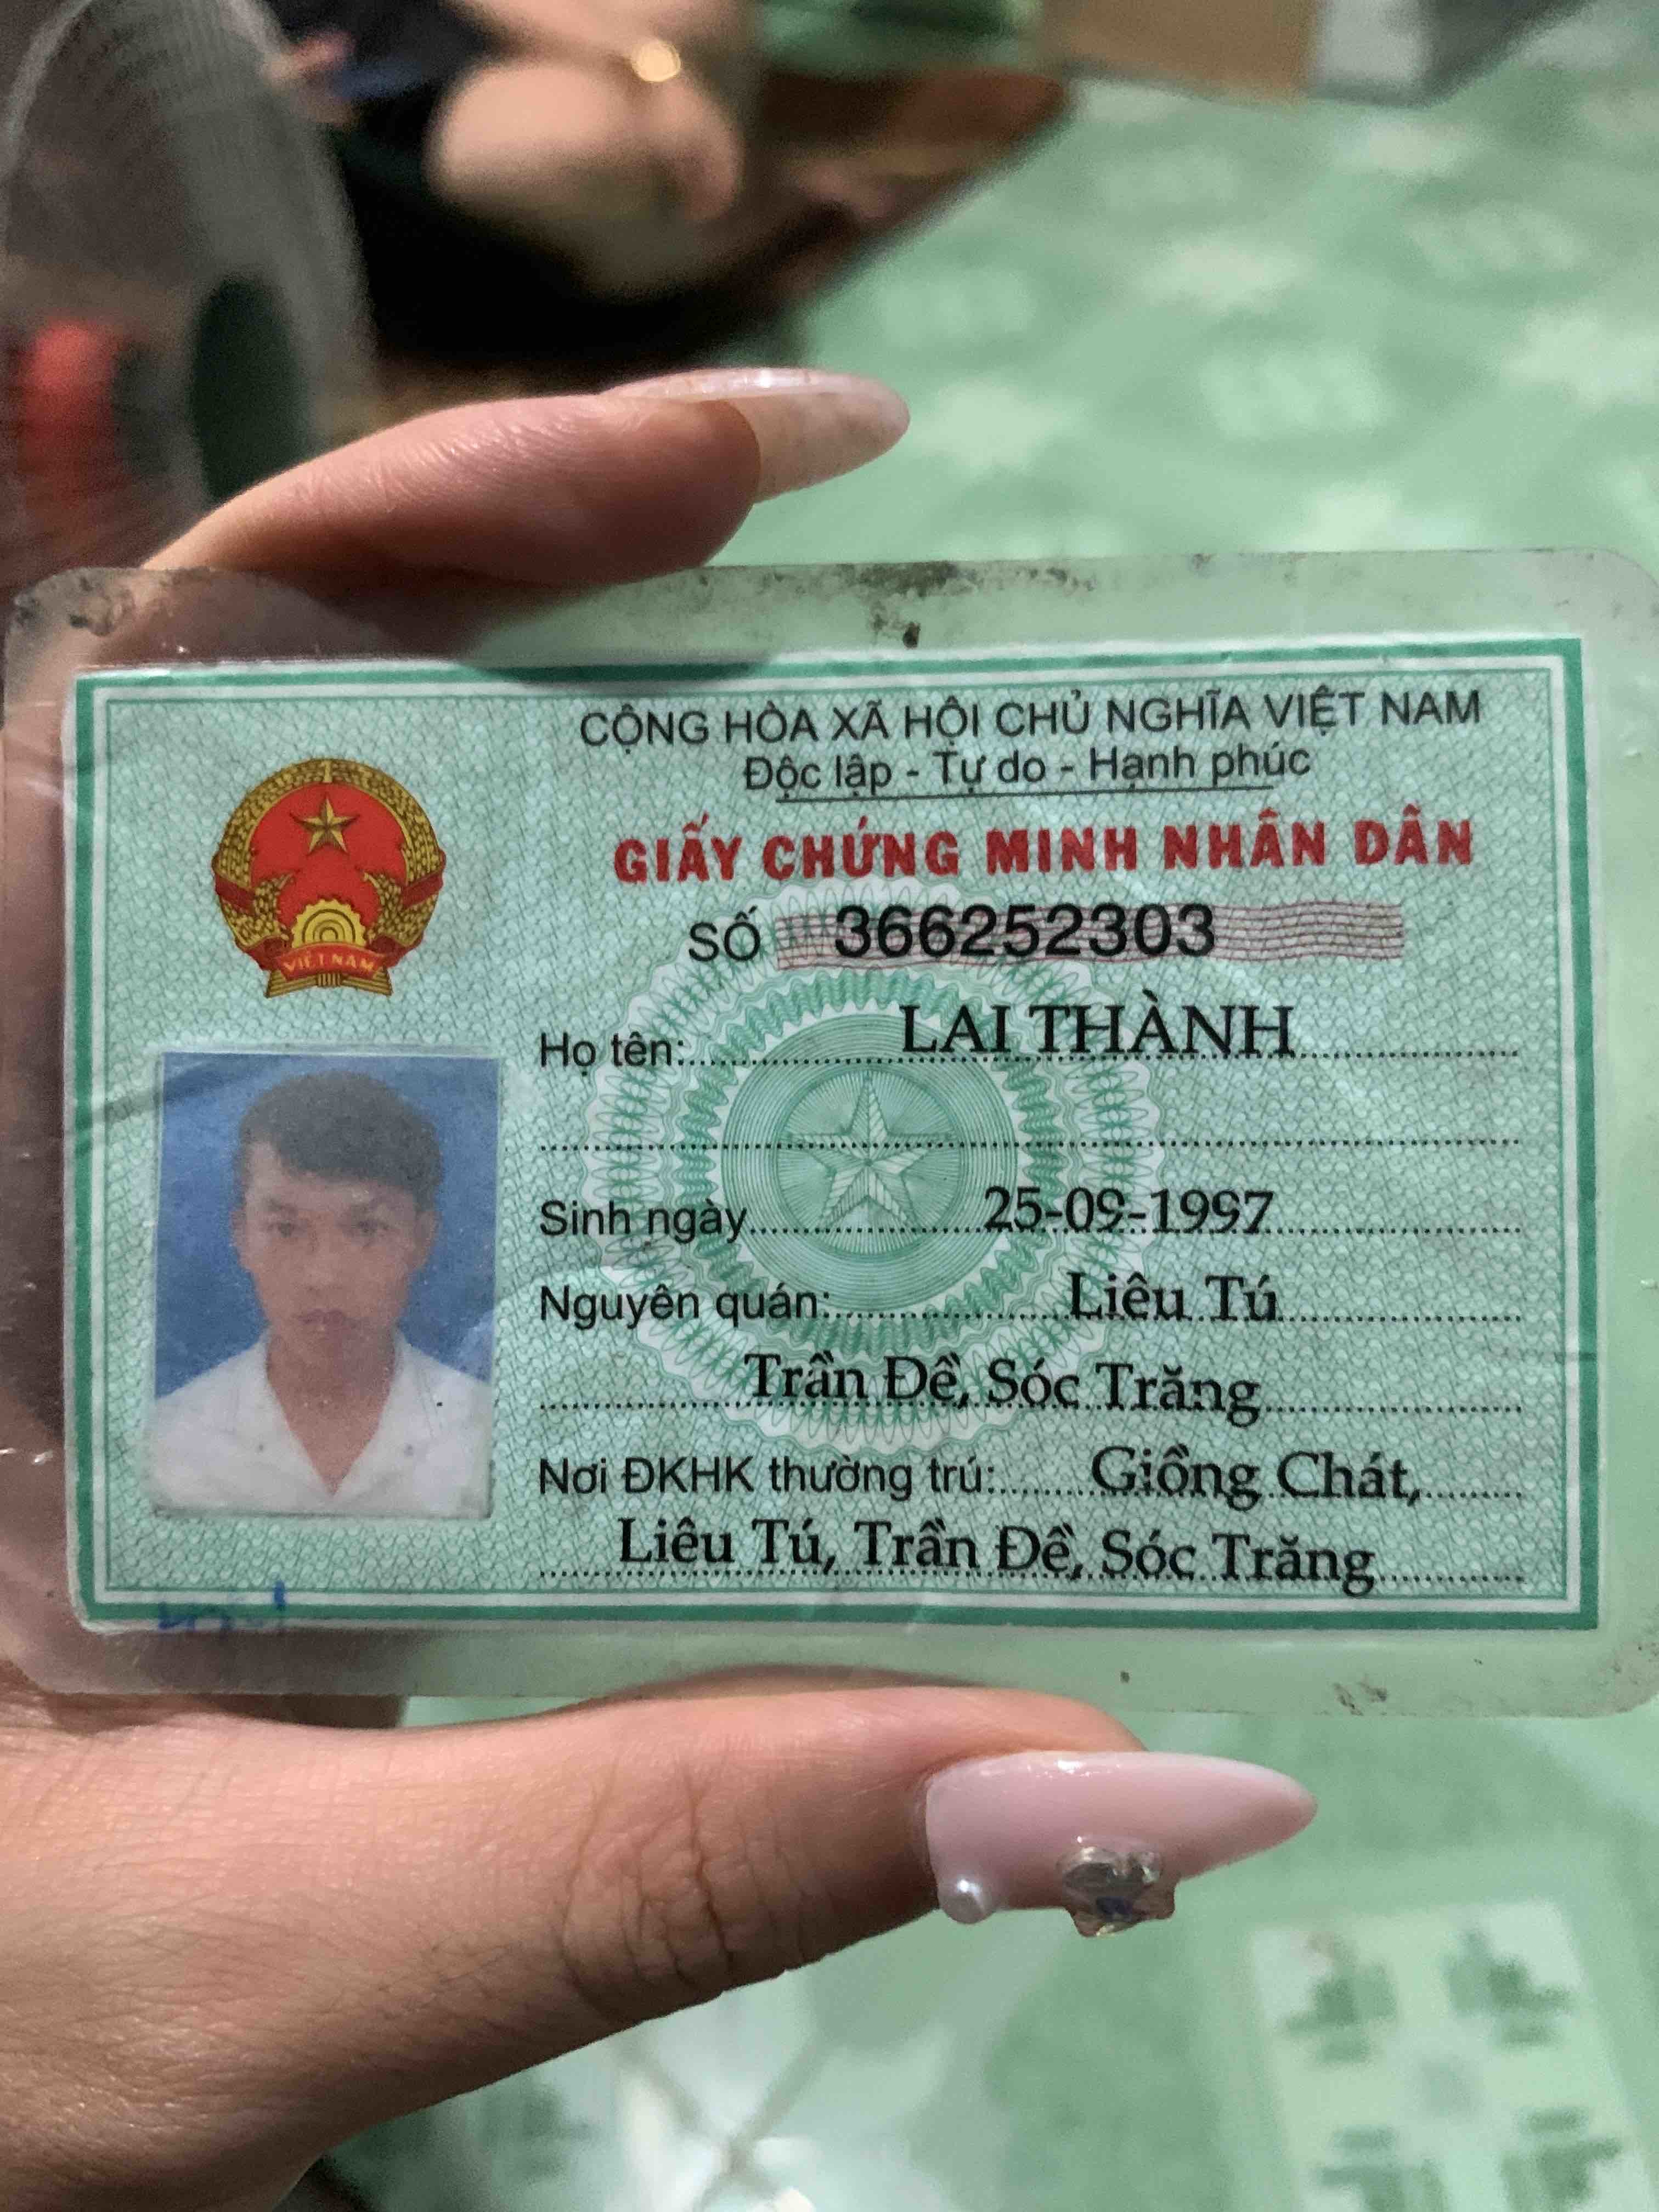 CỘNG HÒA XÃ HỘI CHỦ NGHĨA VIỆT NAM
Độc lập - Tự do - Hạnh phúc
GIẤY CHỨNG MINH NHÂN DÂN
SỐ 366252303
VIỆT NAM
Họ tên: LAI THÀNH
Sinh ngày 25-09-1997
Nguyên quán: Liêu Tú
Trần Đề, Sóc Trăng
Nơi ĐKHK thường trú: Giồng Chát,
Liêu Tú, Trần Đề, Sóc Trăng